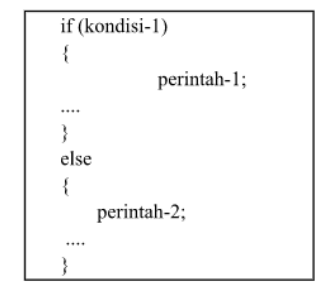 if (kondisi-1)
{
perintah-1;
....
}
else
{
perintah-2;
....
}